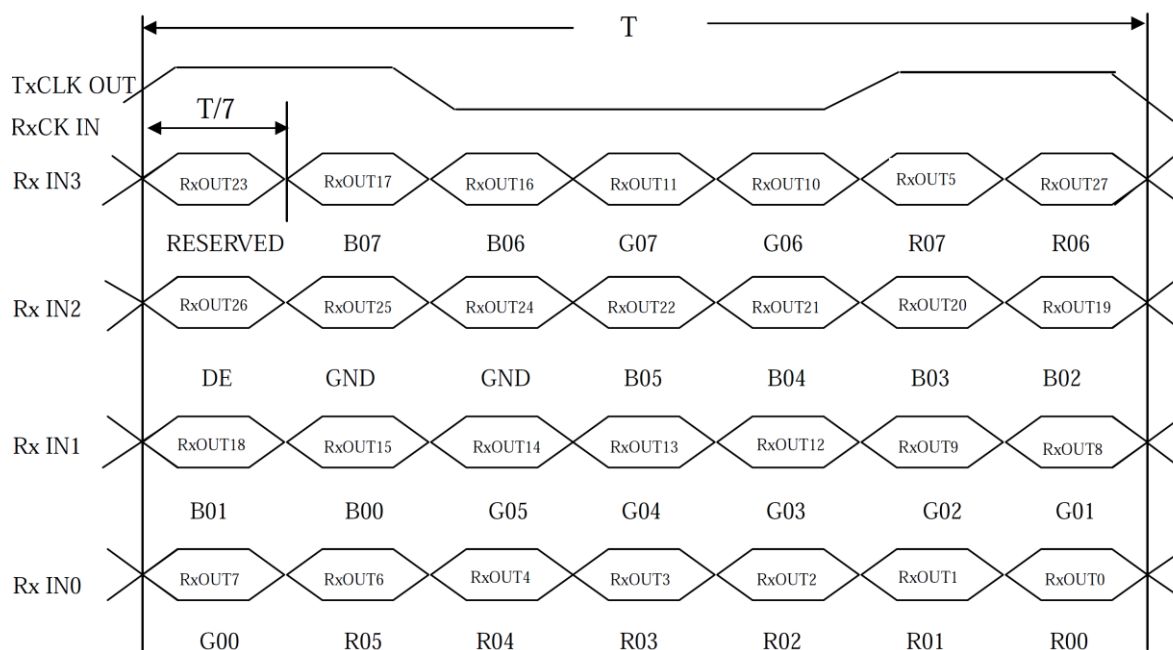 T
TxCLK OUT
T/7
RxCK IN
Rx IN3 RxOUT23 RxOUT17 RxOUT16 RxOUT11 RxOUT10 RxOUT5 RxOUT27
RESERVED B07 B06 G07 G06 R07 R06
Rx IN2 RxOUT26 RxOUT25 RxOUT24 RxOUT22 RxOUT21 RxOUT20 RxOUT19
DE GND GND B05 B04 B03 B02
Rx IN1 RxOUT18 RxOUT15 RxOUT14 RxOUT13 RxOUT12 RxOUT9 RxOUT8
B01 B00 G05 G04 G03 G02 G01
Rx IN0 RxOUT7 RxOUT6 RxOUT4 RxOUT3 RxOUT2 RxOUT1 RxOUT0
G00 R05 R04 R03 R02 R01 R00